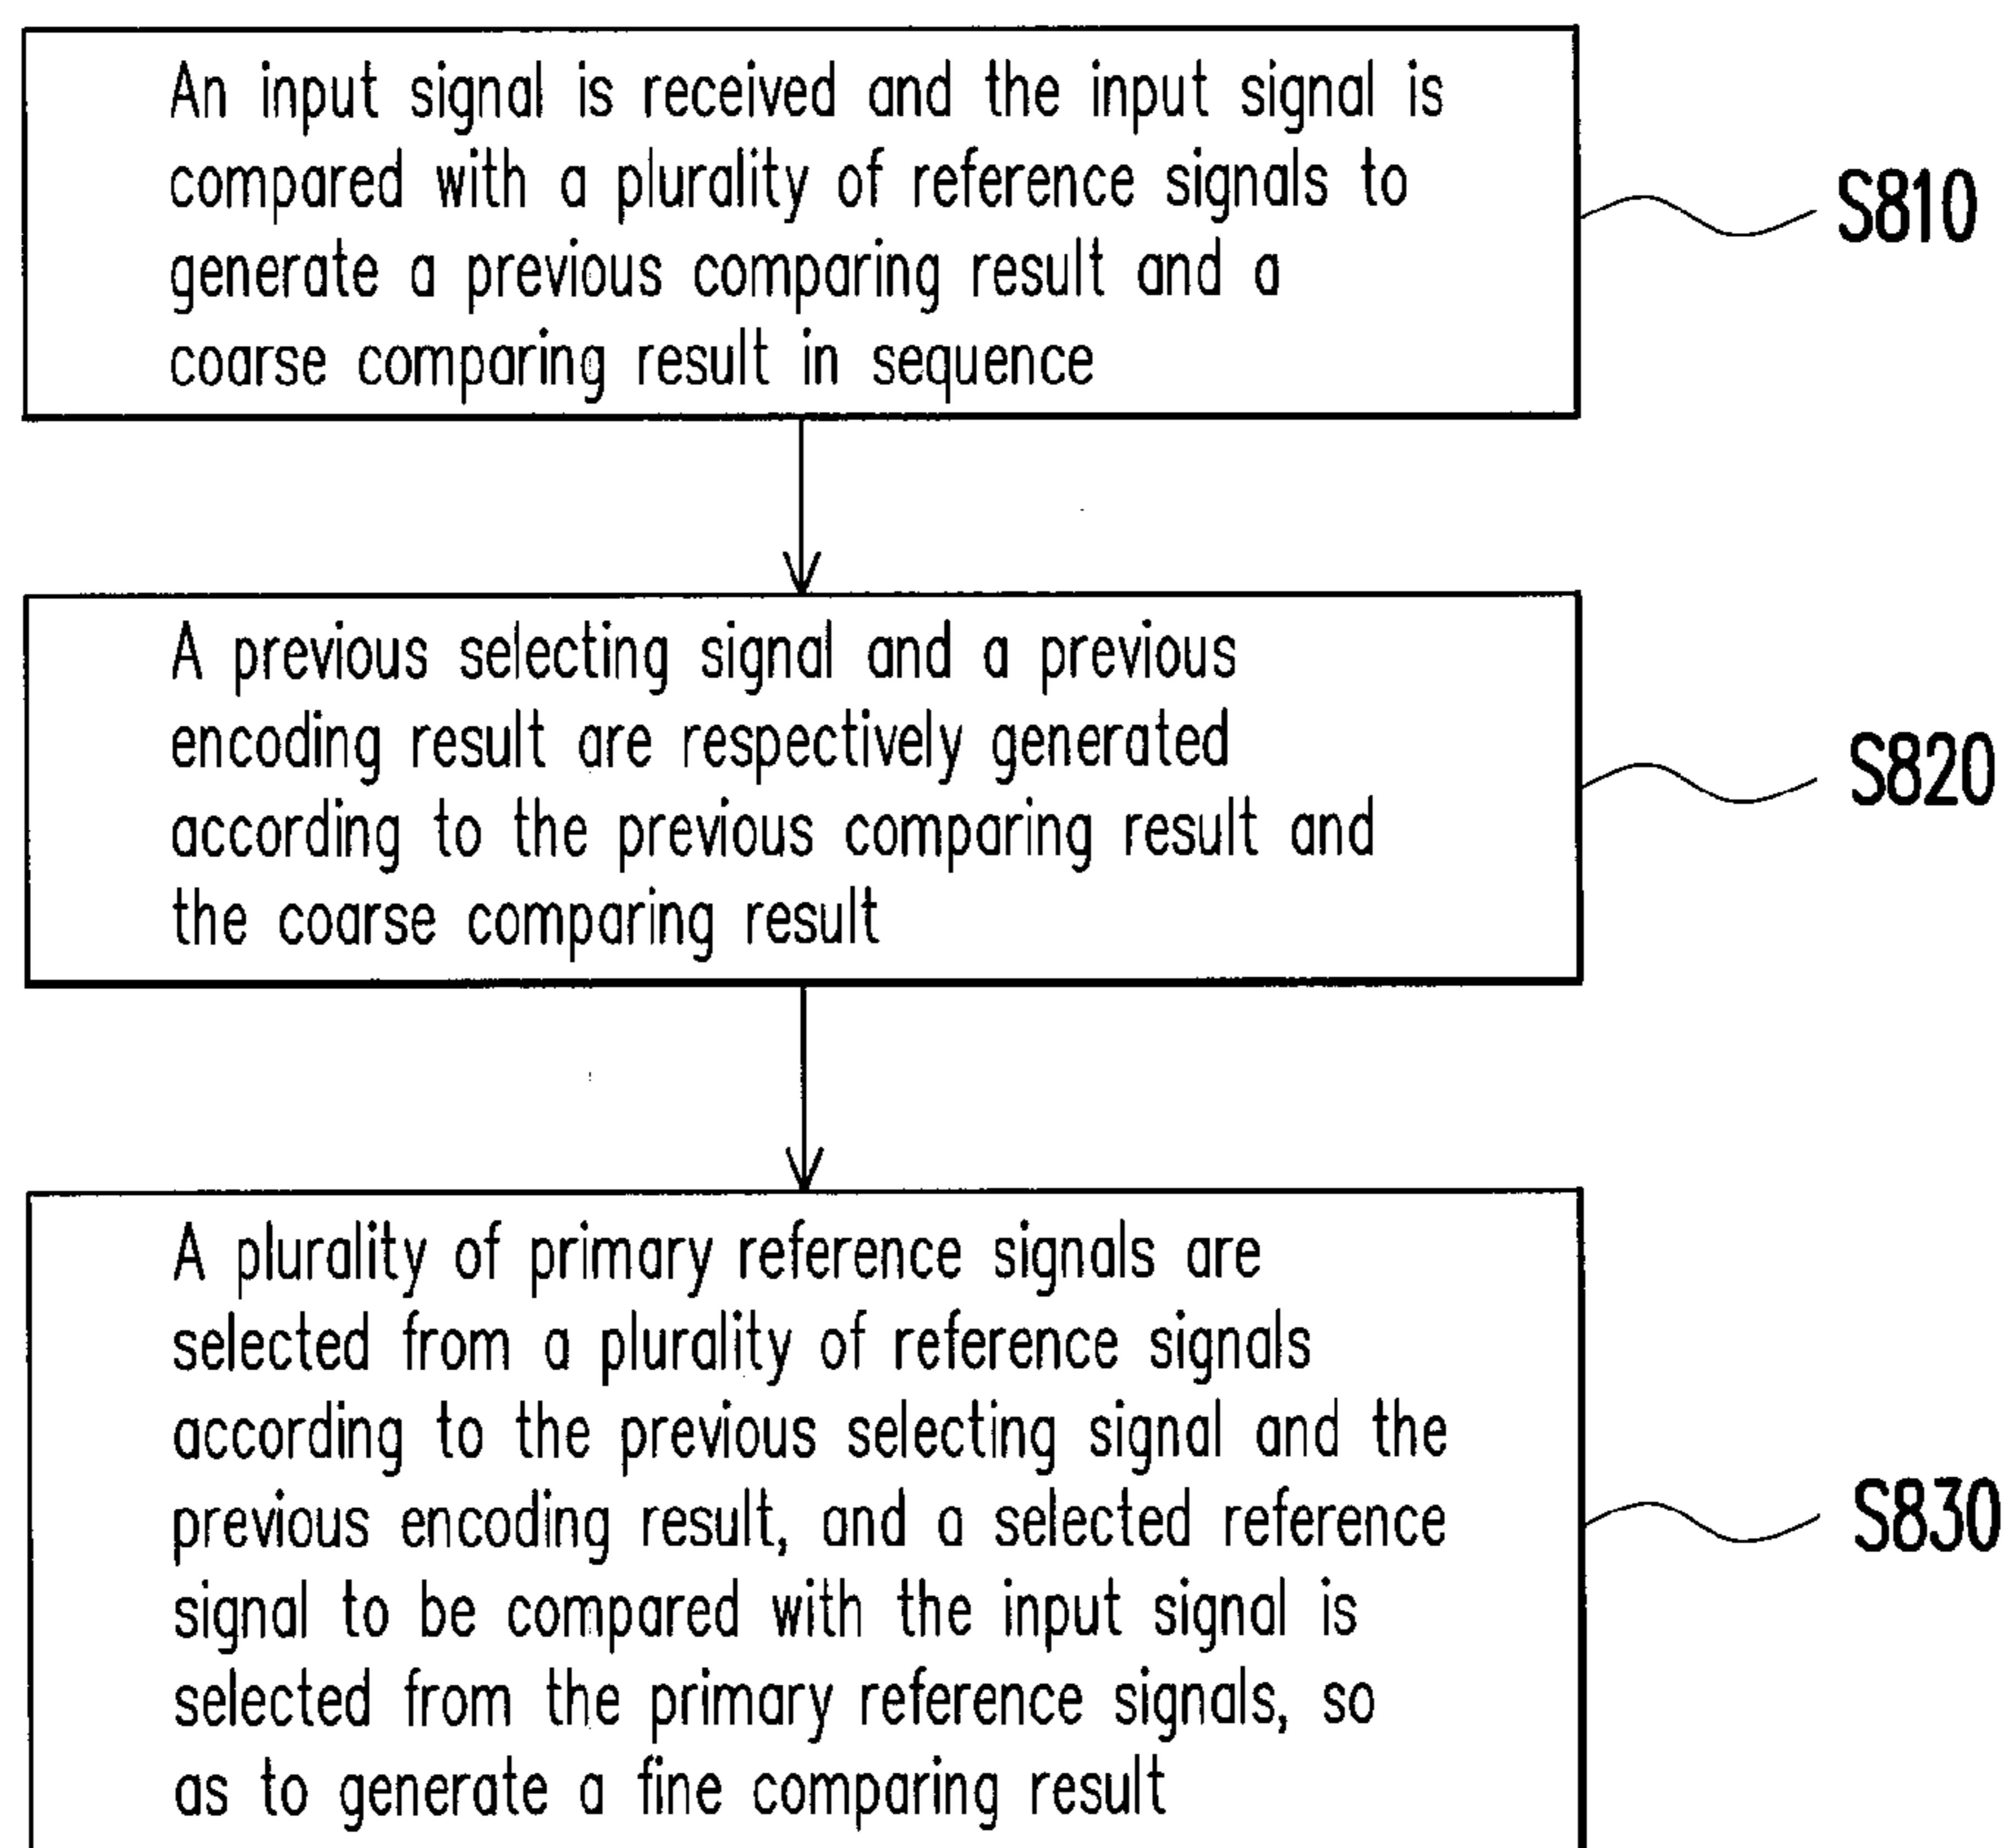 An input signal is received and the input signal is
compared with a plurality of reference signals to
generate a previous comparing result and a
coarse comparing result in sequence
S810
A previous selecting signal and a previous
encoding result are respectively generated
according to the previous comparing result and
the coarse comparing result
S820
A plurality of primary reference signals are
selected from a plurality of reference signals
according to the previous selecting signal and the
previous encoding result, and a selected reference
signal to be compared with the input signal is
selected from the primary reference signals, so
as to generate a fine comparing result
S830